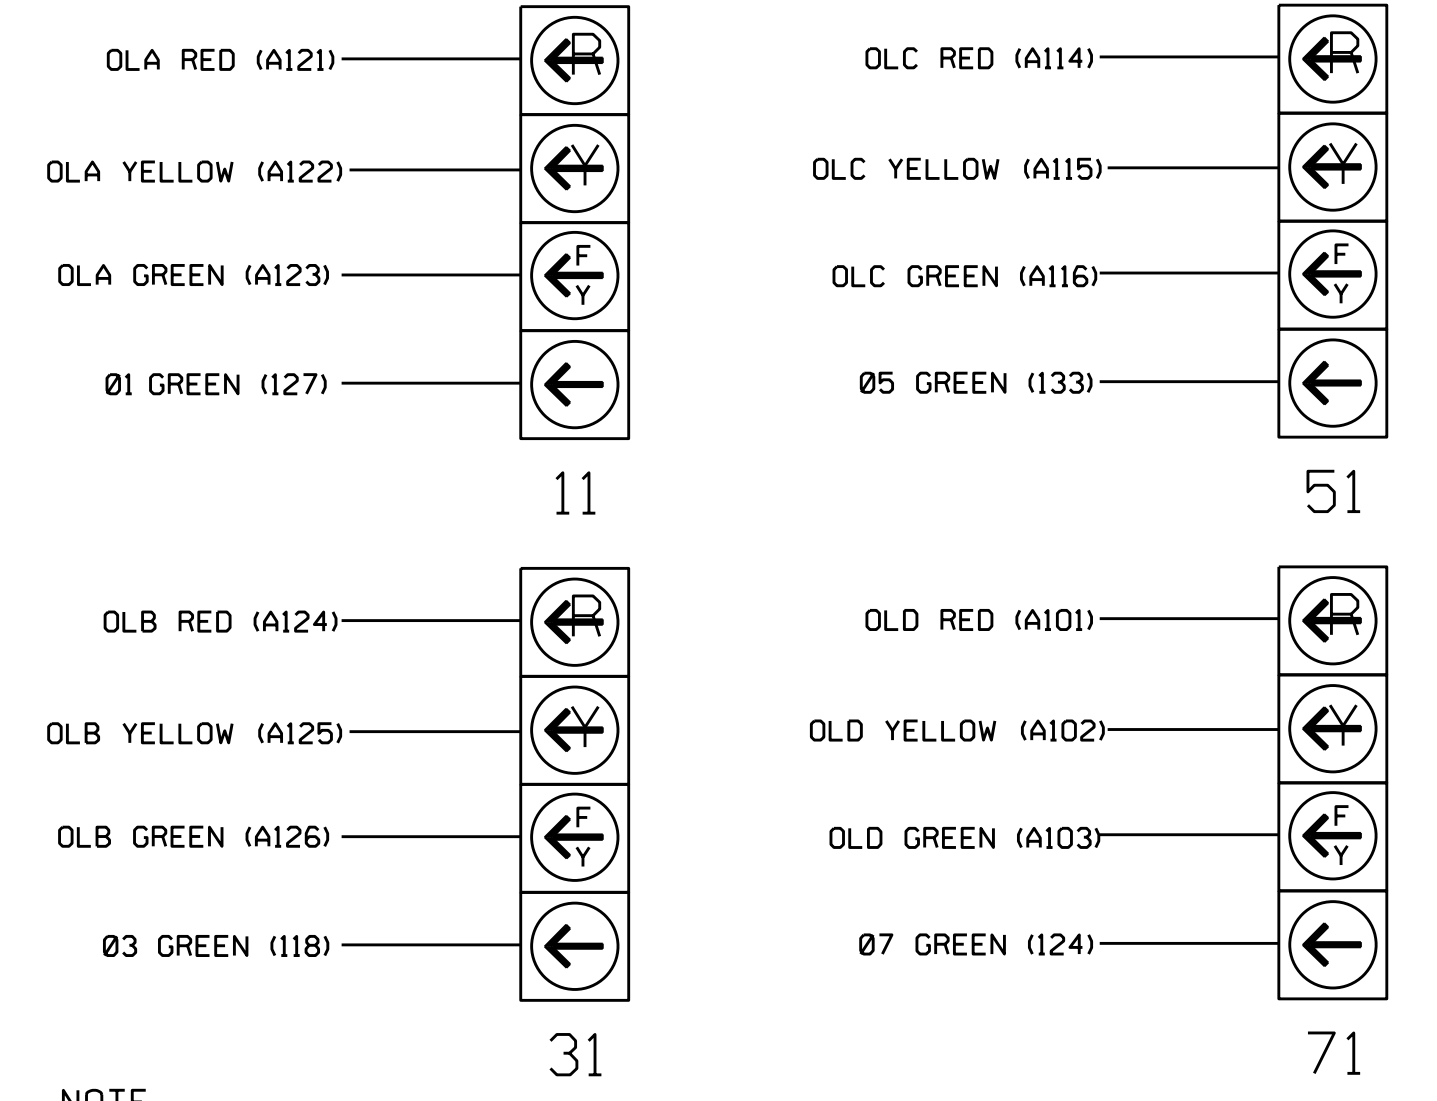 OLA RED (A121)
R
OLA YELLOW (A122)
Y
OLA GREEN (A123)
F
Y
Ø1 GREEN (127)
11
OLC RED (A114)
R
OLC YELLOW (A115)
Y
OLC GREEN (A116)
F
Y
Ø5 GREEN (133)
51
OLB RED (A124)
R
OLB YELLOW (A125)
Y
OLB GREEN (A126)
F
Y
Ø3 GREEN (118)
31
OLD RED (A101)
R
OLD YELLOW (A102)
Y
OLD GREEN (A103)
F
Y
Ø7 GREEN (124)
71
NOTE